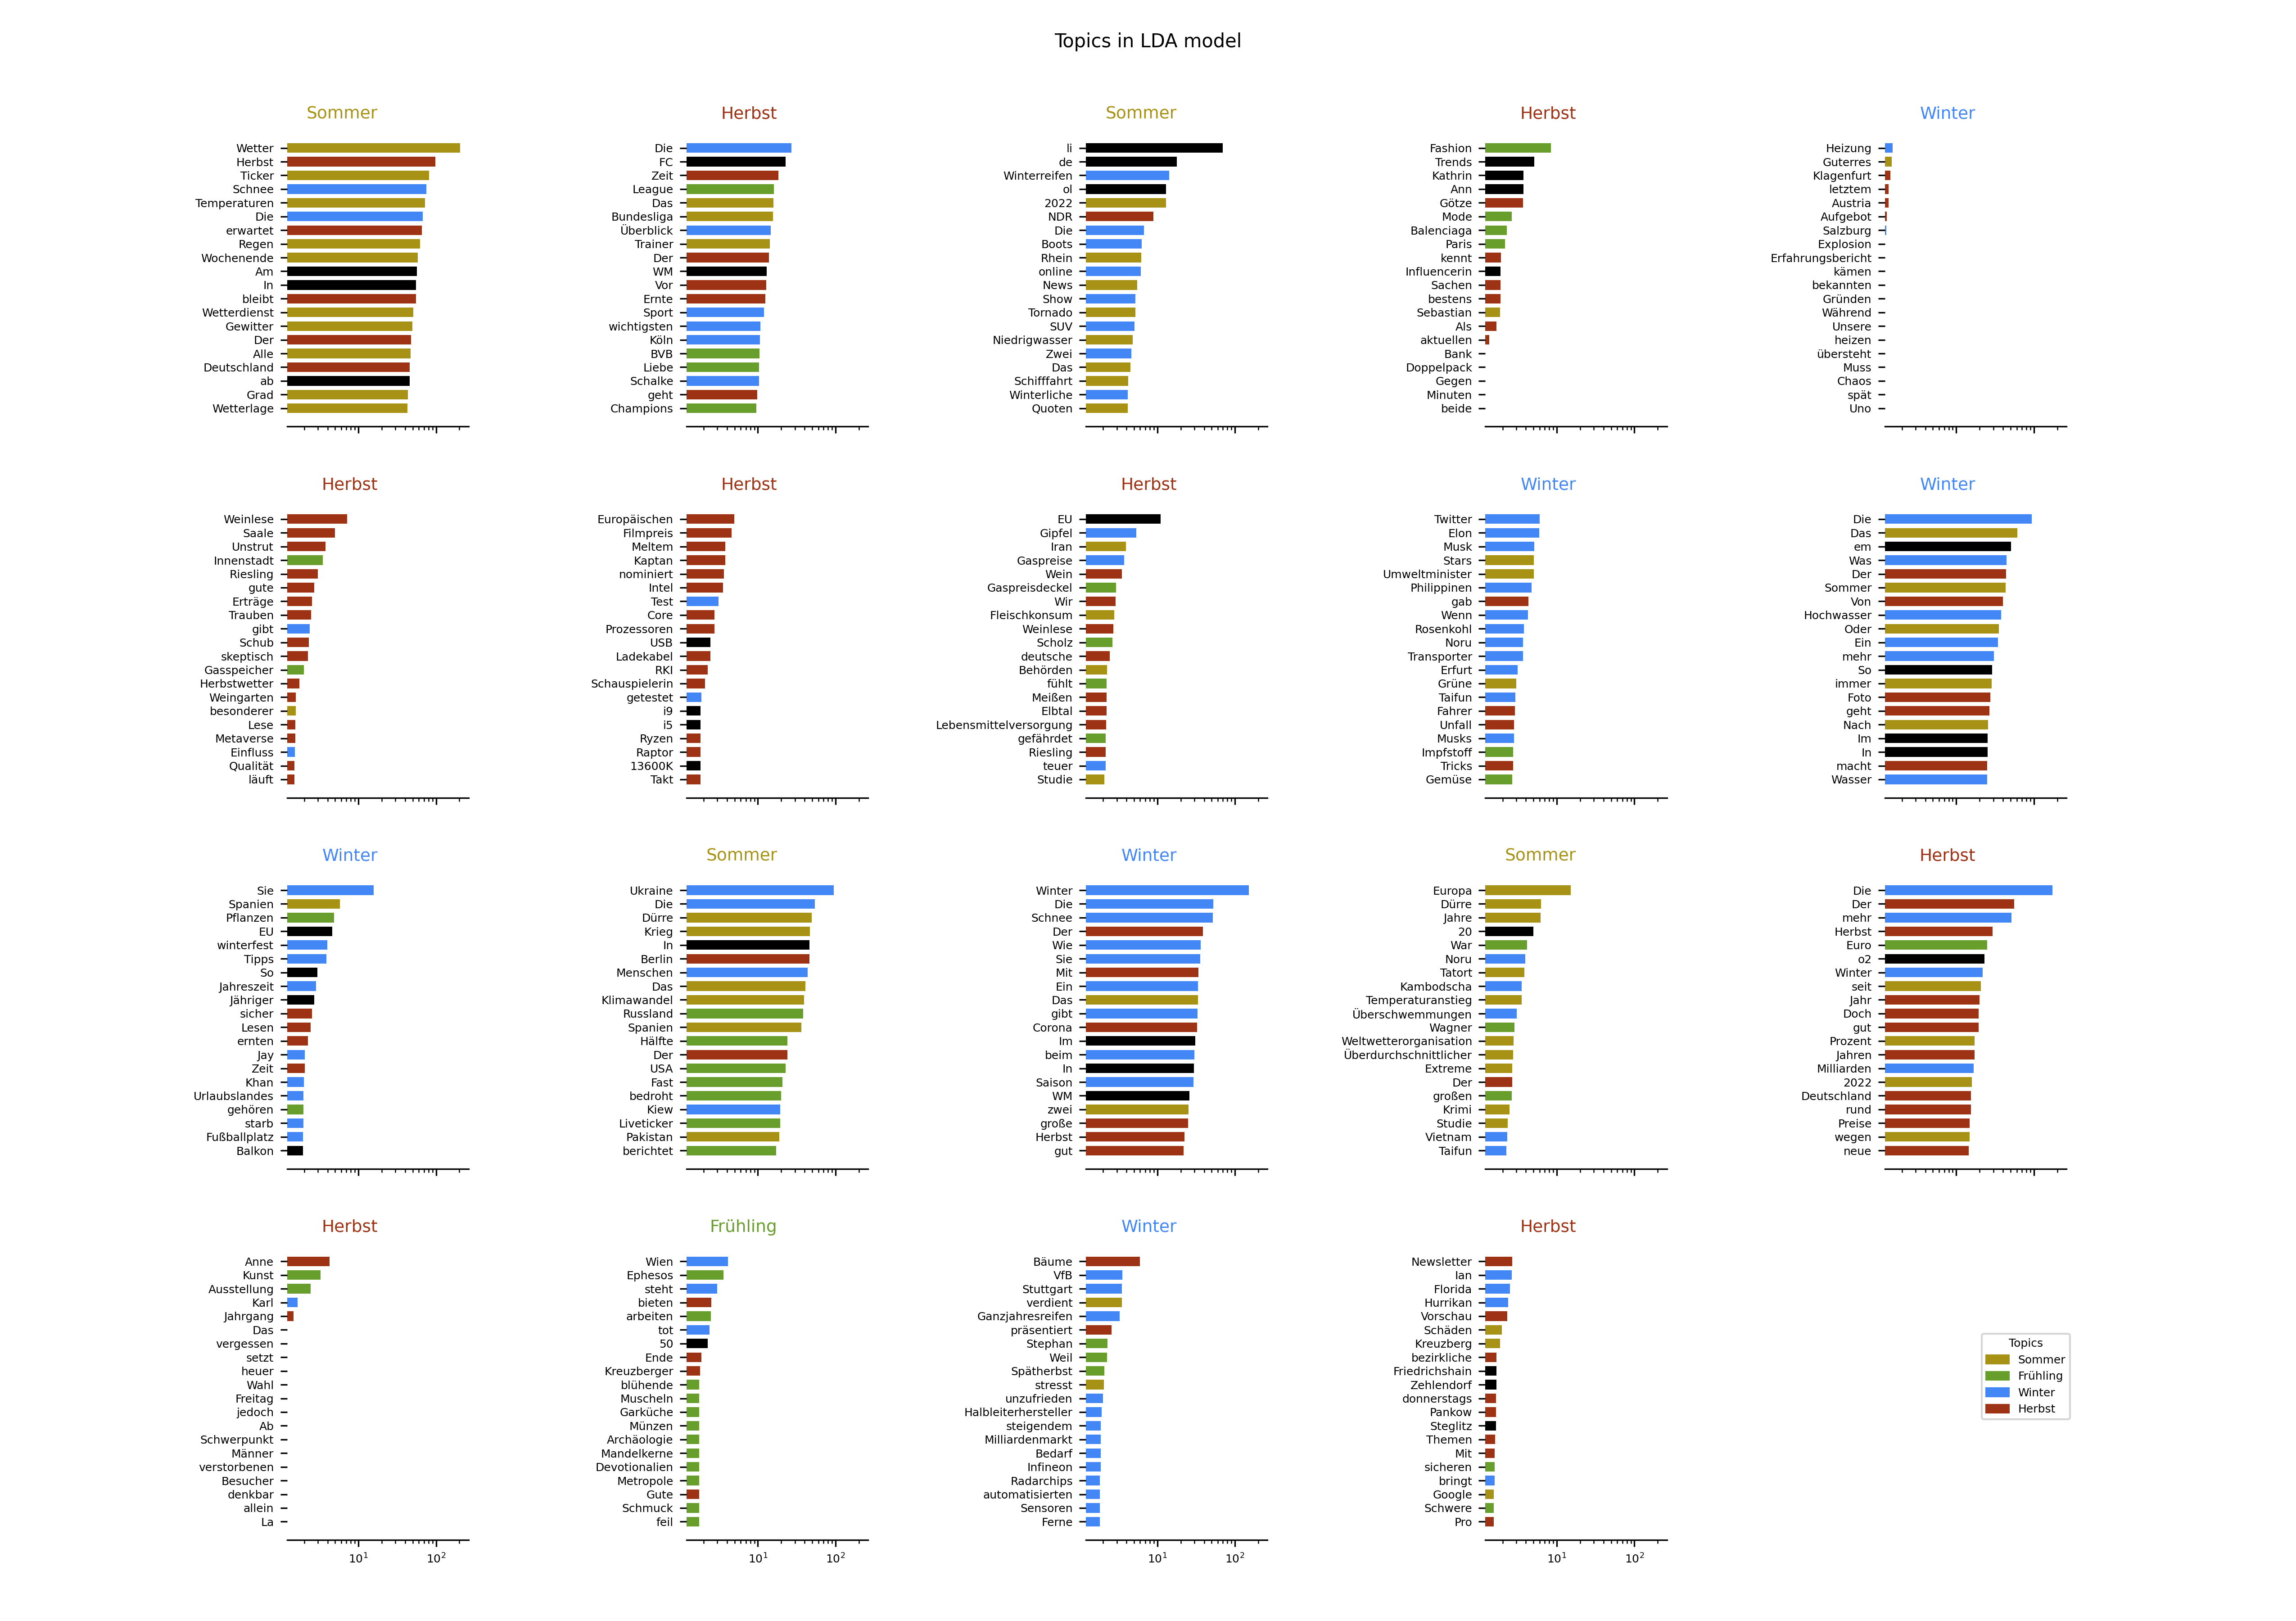 Topics in LDA model
Sommer
Wetter
Herbst
Ticker
Schnee
Temperaturen
Die
erwartet
Regen
Wochenende
Am
In
bleibt
Wetterdienst
Gewitter
Der
Alle
Deutschland
ab
Grad
Wetterlage
Herbst
Die
FC
Zeit
League
Das
Bundesliga
Überblick
Trainer
Der
WM
Vor
Ernte
Sport
wichtigsten
Köln
BVB
Liebe
Schalke
geht
Champions
Sommer
li
de
Winterreifen
ol
2022
NDR
Die
Boots
Rhein
online
News
Show
Tornado
SUV
Niedrigwasser
Zwei
Das
Schifffahrt
Winterliche
Quoten
Herbst
Fashion
Trends
Kathrin
Ann
Götze
Mode
Balenciaga
Paris
kennt
Influencerin
Sachen
bestens
Sebastian
Als
aktuellen
Bank
Doppelpack
Gegen
Minuten
beide
Winter
Heizung
Guterres
Klagenfurt
letztem
Austria
Aufgebot
Salzburg
Explosion
Erfahrungsbericht
kämen
bekannten
Gründen
Während
Unsere
heizen
übersteht
Muss
Chaos
spät
Uno
Herbst
Weinlese
Saale
Unstrut
Innenstadt
Riesling
gute
Erträge
Trauben
gibt
Schub
skeptisch
Gasspeicher
Herbstwetter
Weingarten
besonderer
Lese
Metaverse
Einfluss
Qualität
läuft
Herbst
Europäischen
Filmpreis
Meltem
Kaptan
nominiert
Intel
Test
Core
Prozessoren
USB
Ladekabel
RKI
Schauspielerin
getestet
i9
i5
Ryzen
Raptor
13600K
Takt
Herbst
EU
Gipfel
Iran
Gaspreise
Wein
Gaspreisdeckel
Wir
Fleischkonsum
Weinlese
Scholz
deutsche
Behörden
fühlt
Meißen
Elbtal
Lebensmittelversorgung
gefährdet
Riesling
teuer
Studie
Winter
Twitter
Elon
Musk
Stars
Umweltminister
Philippinen
gab
Wenn
Rosenkohl
Noru
Transporter
Erfurt
Grüne
Taifun
Fahrer
Unfall
Musks
Impfstoff
Tricks
Gemüse
Winter
Die
Das
em
Was
Der
Sommer
Von
Hochwasser
Oder
Ein
mehr
So
immer
Foto
geht
Nach
Im
In
macht
Wasser
Winter
Sie
Spanien
Pflanzen
EU
winterfest
Tipps
So
Jahreszeit
Jähriger
sicher
Lesen
ernten
Jay
Zeit
Khan
Urlaubslandes
gehören
starb
Fußballplatz
Balkon
Sommer
Ukraine
Die
Dürre
Krieg
In
Berlin
Menschen
Das
Klimawandel
Russland
Spanien
Hälfte
Der
USA
Fast
bedroht
Kiew
Liveticker
Pakistan
berichtet
Winter
Winter
Die
Schnee
Der
Wie
Sie
Mit
Ein
Das
gibt
Corona
Im
beim
In
Saison
WM
zwei
große
Herbst
gut
Sommer
Europa
Dürre
Jahre
20
War
Noru
Tatort
Kambodscha
Temperaturanstieg
Überschwemmungen
Wagner
Weltwetterorganisation
Überdurchschnittlicher
Extreme
Der
großen
Krimi
Studie
Vietnam
Taifun
Herbst
Die
Der
mehr
Herbst
Euro
o2
Winter
seit
Jahr
Doch
gut
Prozent
Jahren
Milliarden
2022
Deutschland
rund
Preise
wegen
neue
Herbst
Anne
Kunst
Ausstellung
Karl
Jahrgang
Das
vergessen
setzt
heuer
Wahl
Freitag
jedoch
Ab
Schwerpunkt
Männer
verstorbenen
Besucher
denkbar
allein
La
10¹ 10²
Frühling
Wien
Ephesos
steht
bieten
arbeiten
tot
50
Ende
Kreuzberger
blühende
Muscheln
Garküche
Münzen
Archäologie
Mandelkerne
Devotionalien
Metropole
Gute
Schmuck
feil
10¹ 10²
Winter
Bäume
VfB
Stuttgart
verdient
Ganzjahresreifen
präsentiert
Stephan
Weil
Spätherbst
stresst
unzufrieden
Halbleiterhersteller
steigendem
Milliardenmarkt
Bedarf
Infineon
Radarchips
automatisierten
Sensoren
Ferne
10¹ 10²
Herbst
Newsletter
Ian
Florida
Hurrikan
Vorschau
Schäden
Kreuzberg
bezirkliche
Friedrichshain
Zehlendorf
donnerstags
Pankow
Steglitz
Themen
Mit
sicheren
bringt
Google
Schwere
Pro
10¹ 10²
Topics
Sommer
Frühling
Winter
Herbst